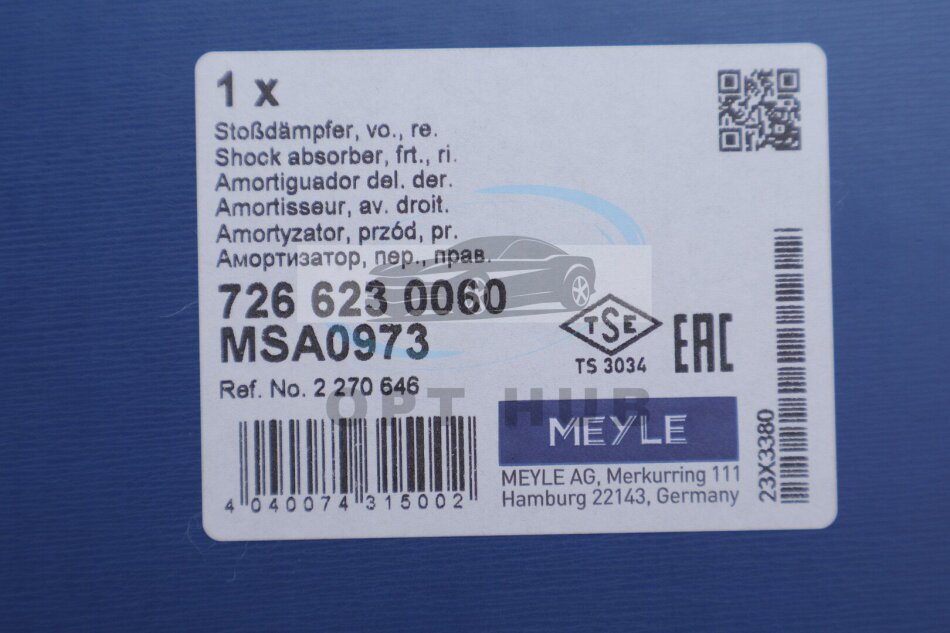 1 x
Stoßdämpfer, vo., re.
Shock absorber, frt., ri.
Amortiguador del. der.
Amortisseur, av. droit.
Amortyzator, przód, pr.
Амортизатор, пер., прав.
726 623 0060
MSA0973
Ref. No. 2 270 646
TSE
TS 3034
EAC
OPT HUB
MEYLE
MEYLE AG, Merkurring 111
Hamburg 22143, Germany
4 040074 315002
23X3380